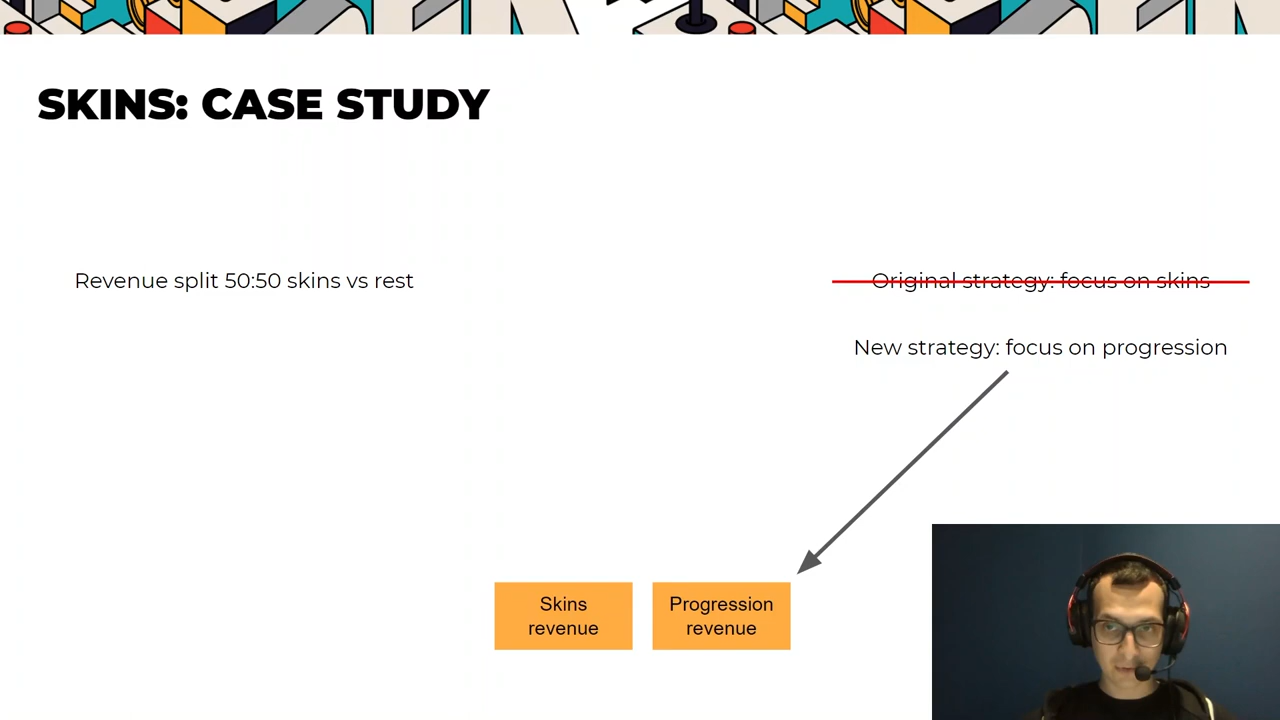 SKINS: CASE STUDY
Revenue split 50:50 skins vs rest
Original strategy: focus on skins
New strategy: focus on progression
Skins
revenue
Progression
revenue